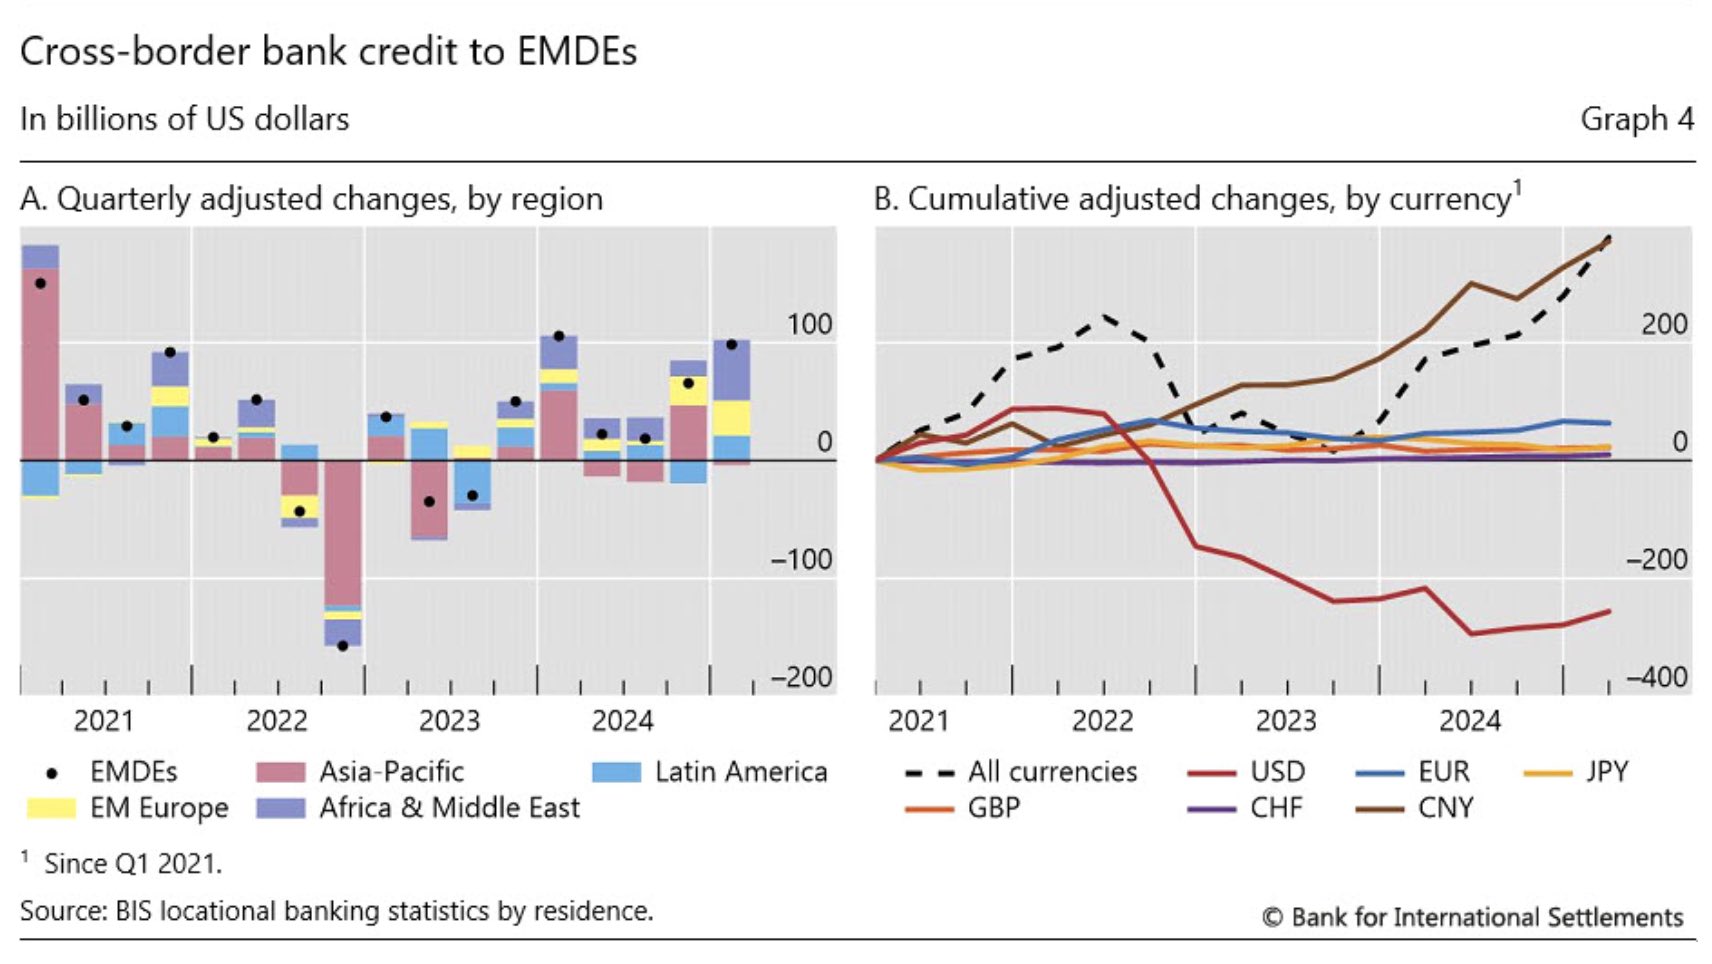 Cross-border bank credit to EMDEs
In billions of US dollars
Graph 4
A. Quarterly adjusted changes, by region
100
0
–100
–200
2021 2022 2023 2024
EMDEs Asia-Pacific Latin America
EM Europe Africa & Middle East
B. Cumulative adjusted changes, by currency¹
200
0
–200
–400
2021 2022 2023 2024
All currencies USD EUR JPY
GBP CHF CNY
¹ Since Q1 2021.
Source: BIS locational banking statistics by residence.
© Bank for International Settlements